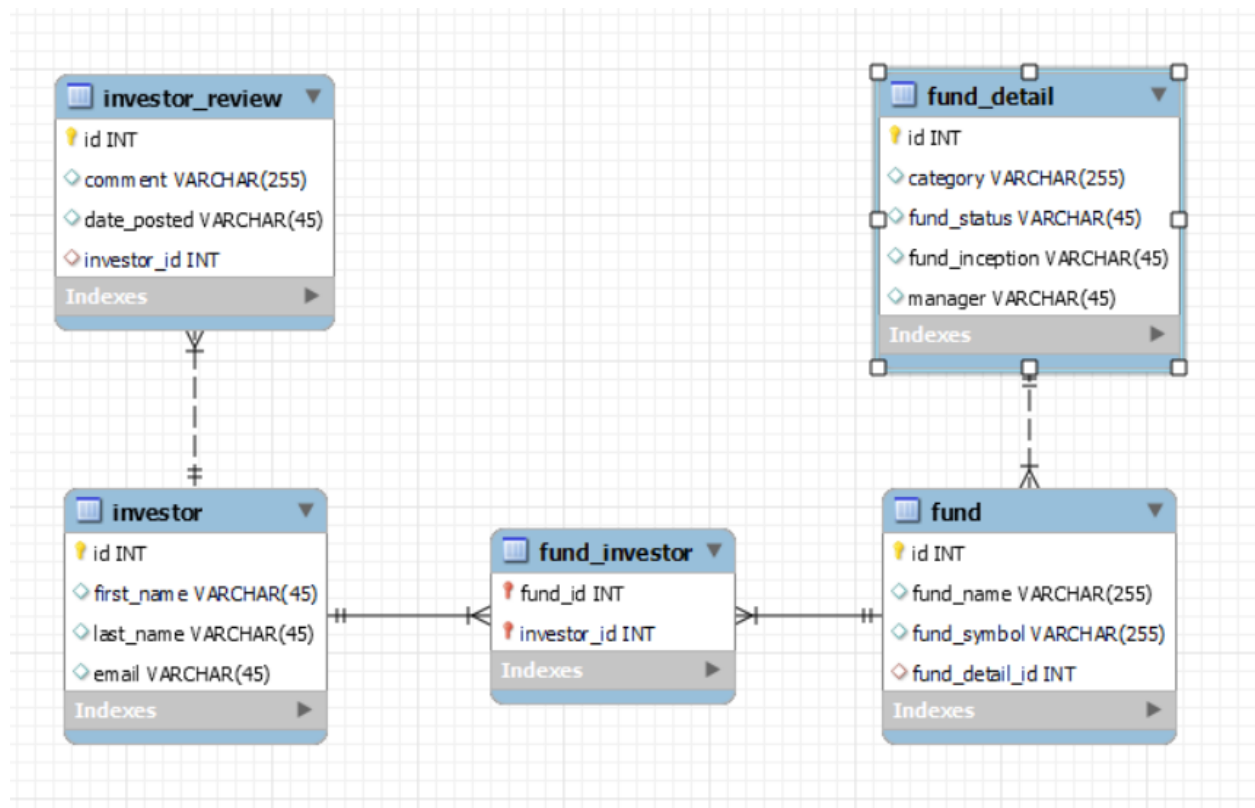 investor_review
id INT
comment VARCHAR(255)
date_posted VARCHAR(45)
investor_id INT
Indexes
fund_detail
id INT
category VARCHAR(255)
fund_status VARCHAR(45)
fund_inception VARCHAR(45)
manager VARCHAR(45)
Indexes
investor
id INT
first_name VARCHAR(45)
last_name VARCHAR(45)
email VARCHAR(45)
Indexes
fund_investor
fund_id INT
investor_id INT
Indexes
fund
id INT
fund_name VARCHAR(255)
fund_symbol VARCHAR(255)
fund_detail_id INT
Indexes